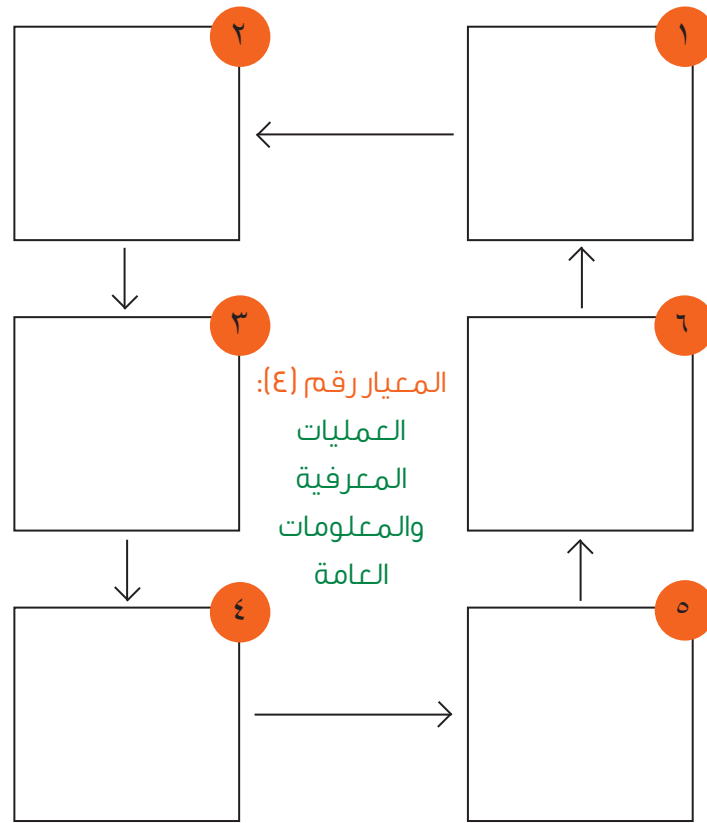 ١
٢
٣
٦
المعيار رقم (٤):
العمليات
المعرفية
والمعلومات
العامة
٤
٥